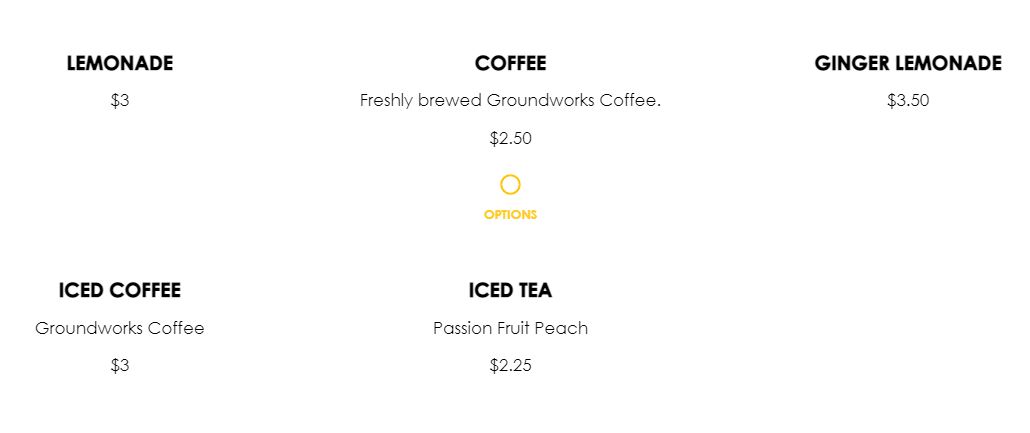 LEMONADE
$3
COFFEE
Freshly brewed Groundworks Coffee.
$2.50
OPTIONS
GINGER LEMONADE
$3.50
ICED COFFEE
Groundworks Coffee
$3
ICED TEA
Passion Fruit Peach
$2.25